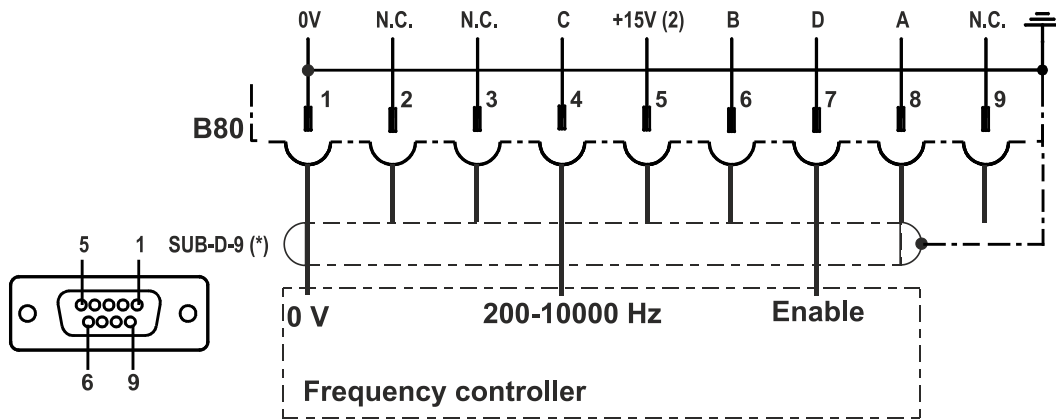 0V N.C. N.C. C +15V (2) B D A N.C.
1 2 3 4 5 6 7 8 9
B80
5 1 SUB-D-9 (*)
0 V 200-10000 Hz Enable
6 9
Frequency controller